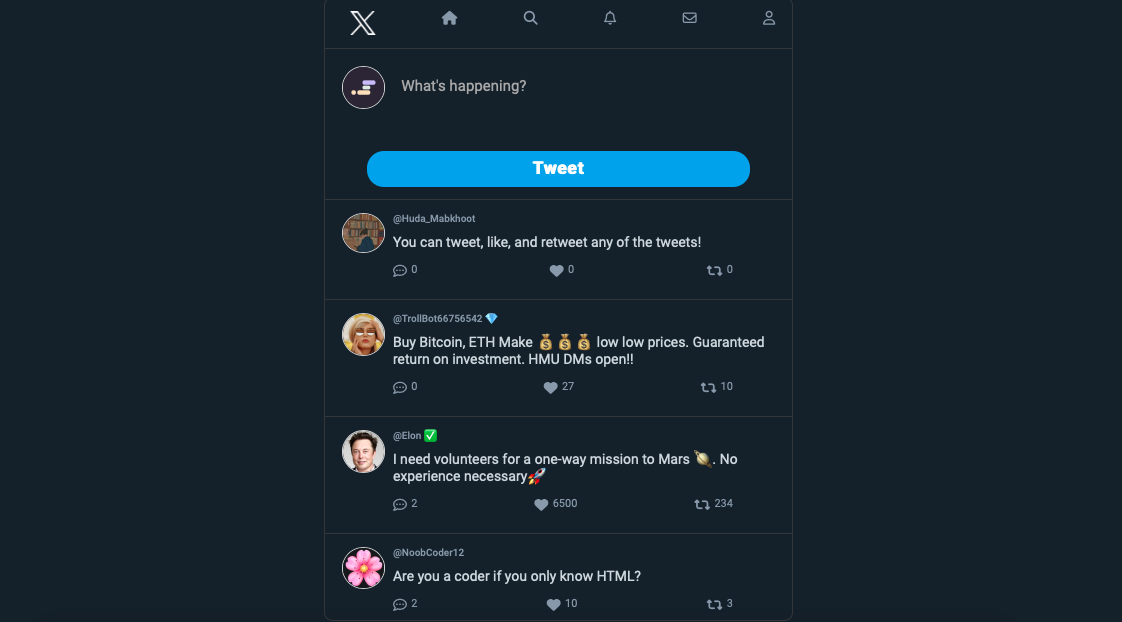 What's happening?
Tweet
@Huda_Mabkhoot
You can tweet, like, and retweet any of the tweets!
0 0 0
@TrollBot66756542 💎
Buy Bitcoin, ETH Make 💰💰💰 low low prices. Guaranteed
return on investment. HMU DMs open!!
0 27 10
@Elon ✅
I need volunteers for a one-way mission to Mars 🪐. No
experience necessary🚀
2 6500 234
@NoobCoder12
Are you a coder if you only know HTML?
2 10 3